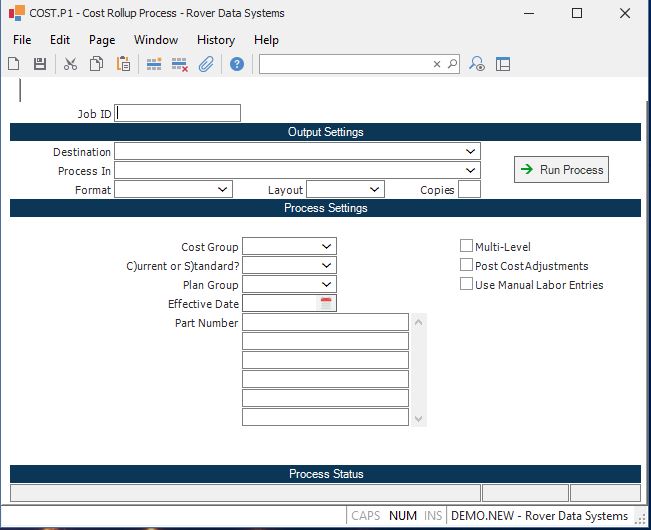 COST.P1 - Cost Rollup Process - Rover Data Systems
File Edit Page Window History Help
Job ID
Output Settings
Destination
Process In
Run Process
Format Layout Copies
Process Settings
Cost Group Multi-Level
C)urrent or S)tandard? Post Cost Adjustments
Plan Group Use Manual Labor Entries
Effective Date
Part Number
Process Status
CAPS NUM INS DEMO.NEW - Rover Data Systems